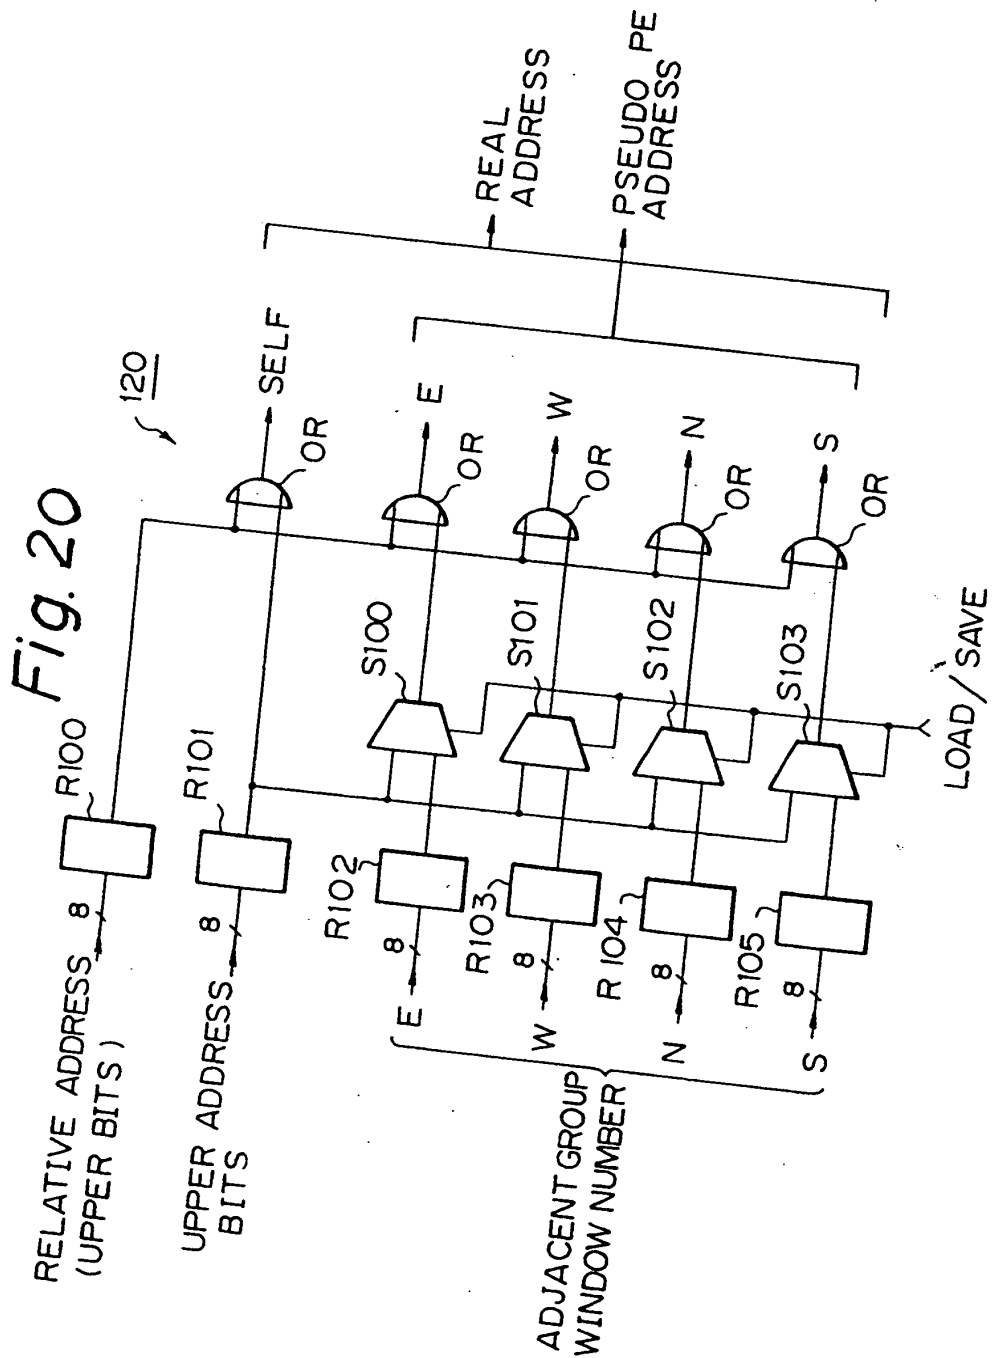 Fig. 20
120
RELATIVE ADDRESS
(UPPER BITS)
8
R100
UPPER ADDRESS
BITS
8
R101
ADJACENT GROUP
WINDOW NUMBER
E
8
R102
W
8
R103
N
8
R104
S
8
R105
S100
S101
S102
S103
LOAD/SAVE
OR
OR
OR
OR
OR
SELF
E
W
N
S
REAL
ADDRESS
PSEUDO PE
ADDRESS